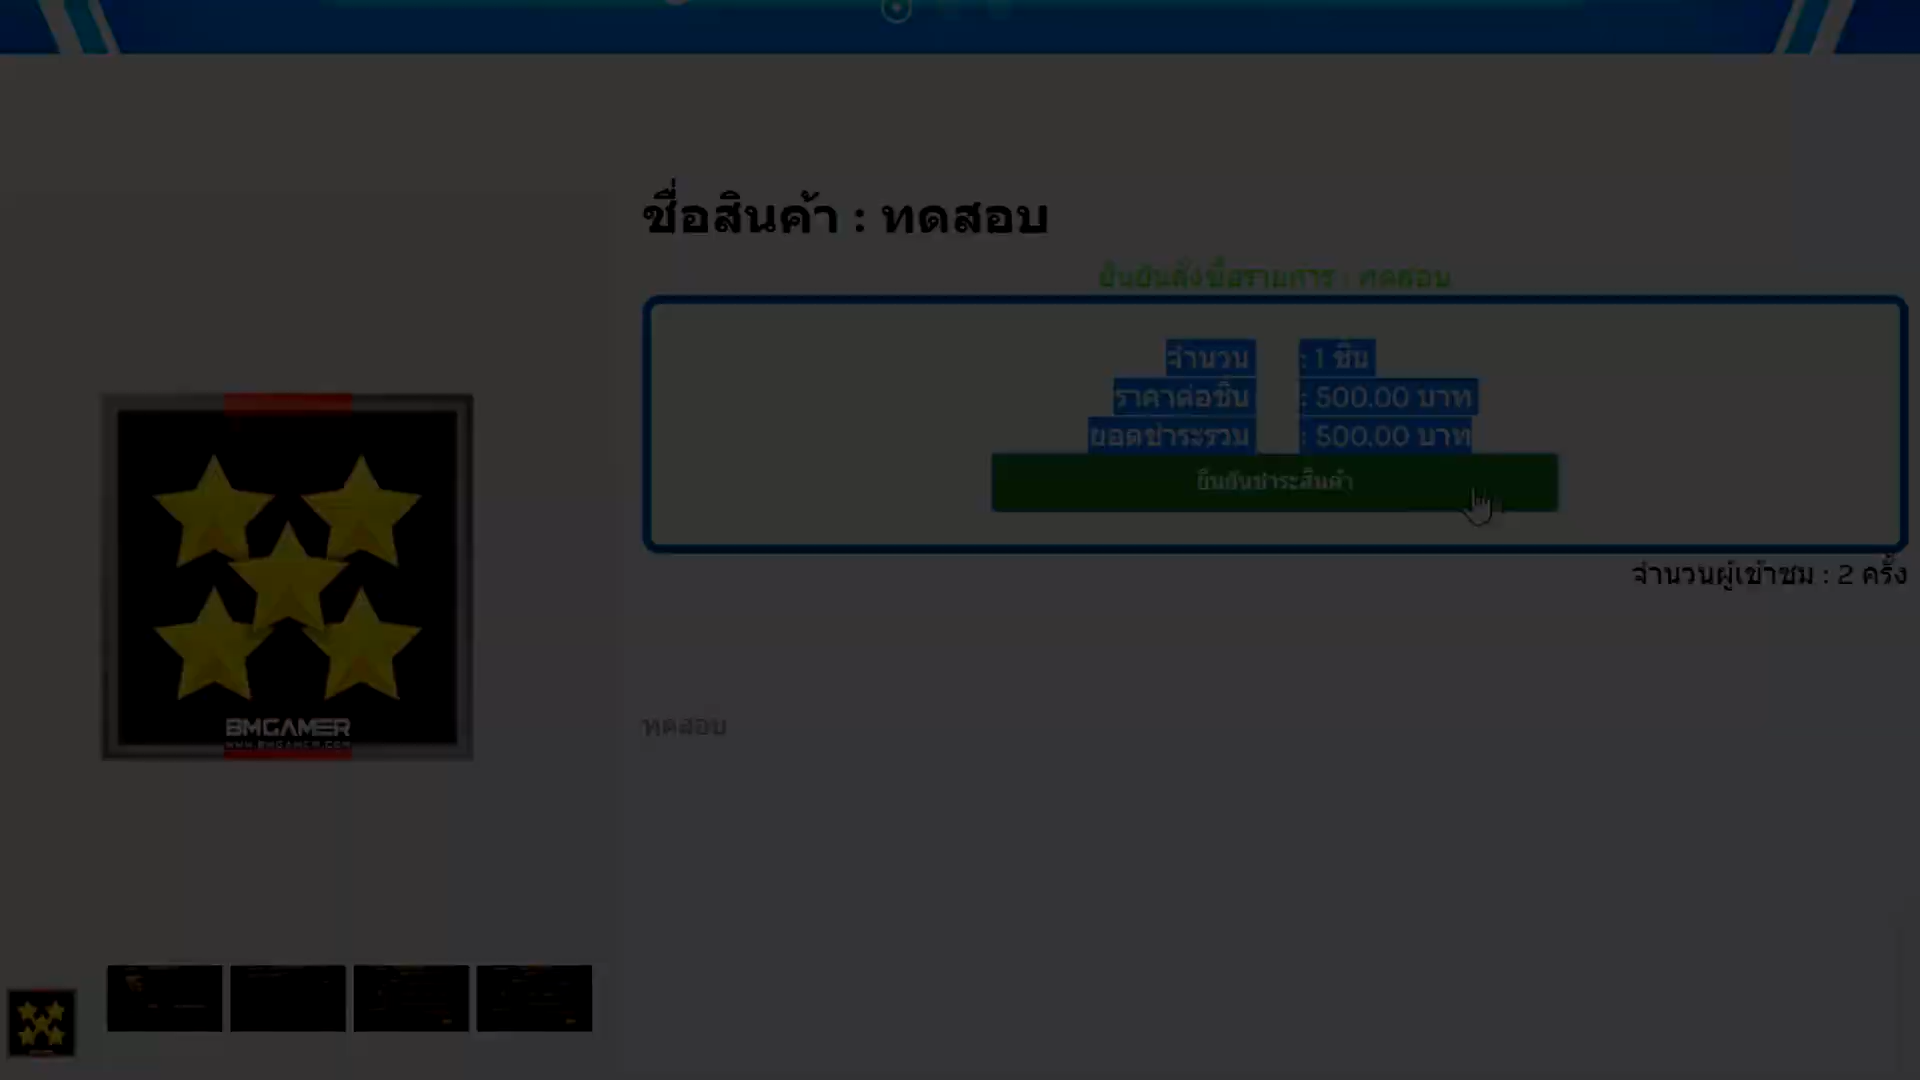 ชื่อสินค้า : ทดสอบ
ยืนยันสั่งซื้อรายการ : ทดสอบ
จำนวน : 1 ชิ้น
ราคาต่อชิ้น : 500.00 บาท
ยอดชำระรวม : 500.00 บาท
ยืนยันชำระสินค้า
จำนวนผู้เข้าชม : 2 ครั้ง
ทดสอบ
BMGAMER
WWW.BMGAMER.COM